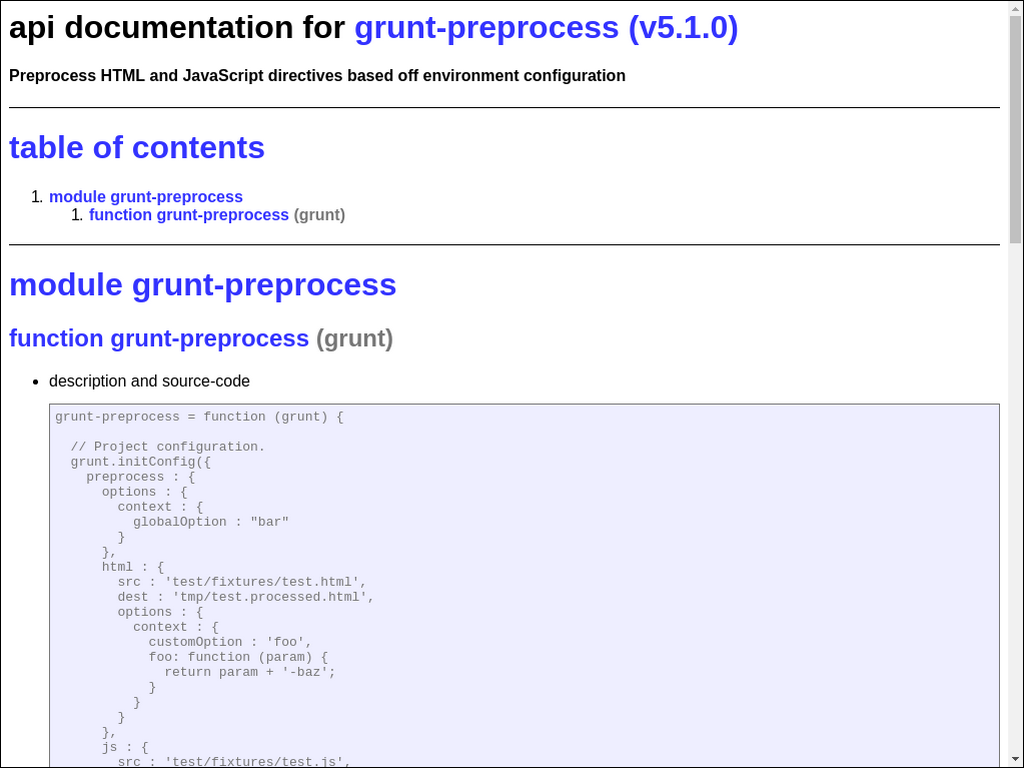 api documentation for grunt-preprocess (v5.1.0)
Preprocess HTML and JavaScript directives based off environment configuration
table of contents
1. module grunt-preprocess
1. function grunt-preprocess (grunt)
module grunt-preprocess
function grunt-preprocess (grunt)
• description and source-code
grunt-preprocess = function (grunt) {
  // Project configuration.
  grunt.initConfig({
    preprocess : {
      options : {
        context : {
          globalOption : "bar"
        }
      },
      html : {
        src : 'test/fixtures/test.html',
        dest : 'tmp/test.processed.html',
        options : {
          context : {
            customOption : 'foo',
            foo: function (param) {
              return param + '-baz';
            }
          }
        }
      },
      js : {
        src : 'test/fixtures/test.js',